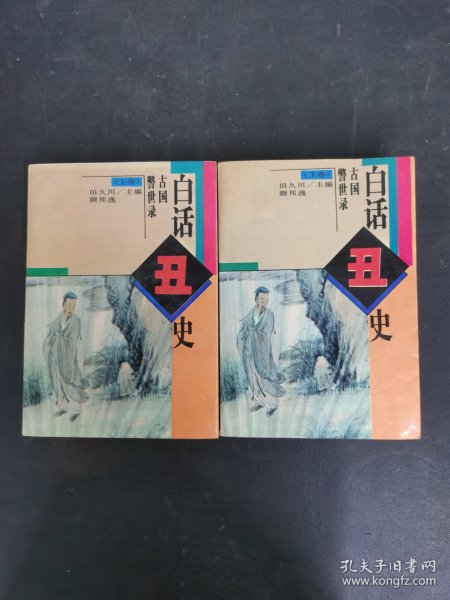 古国
警世录
白话
丑
史
（上卷）
田久川／主编
颜邦逸
古国
警世录
白话
丑
史
（下卷）
田久川／主编
颜邦逸
孔夫子旧书网
www.kongfz.com